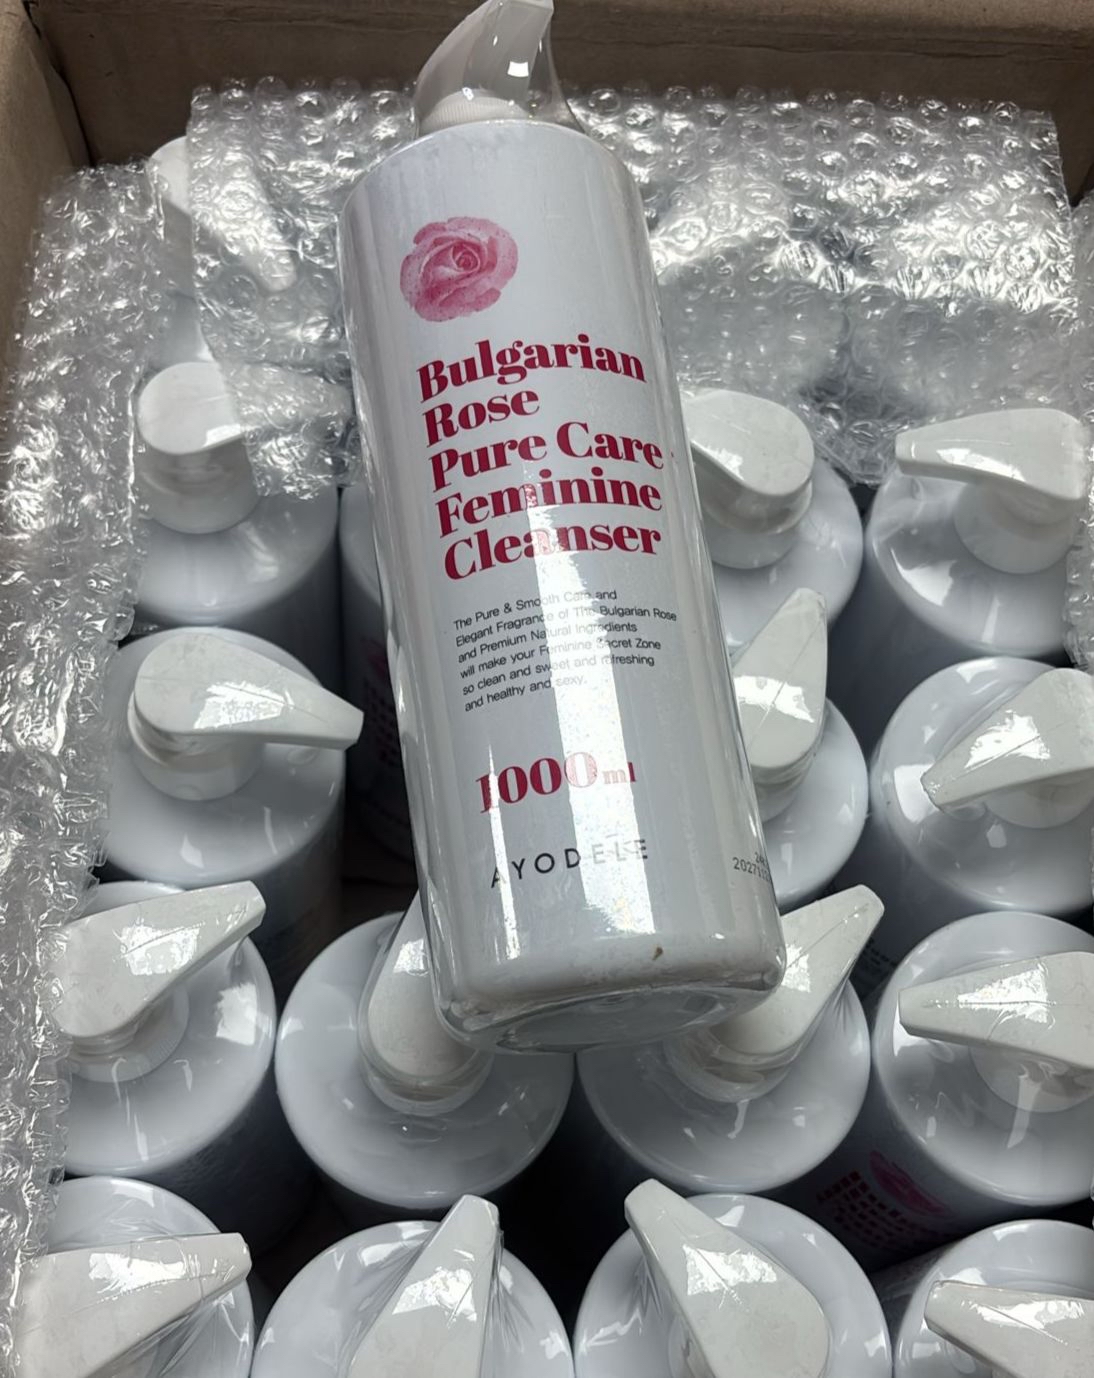 Bulgarian
Rose
Pure Care
Feminine
Cleanser
The Pure & Smooth Care and
Elegant Fragrance of The Bulgarian Rose
and Premium Natural Ingredients
will make your Feminine Secret Zone
so clean and sweet and refreshing
and healthy and sexy.
1000ml
AYODELE